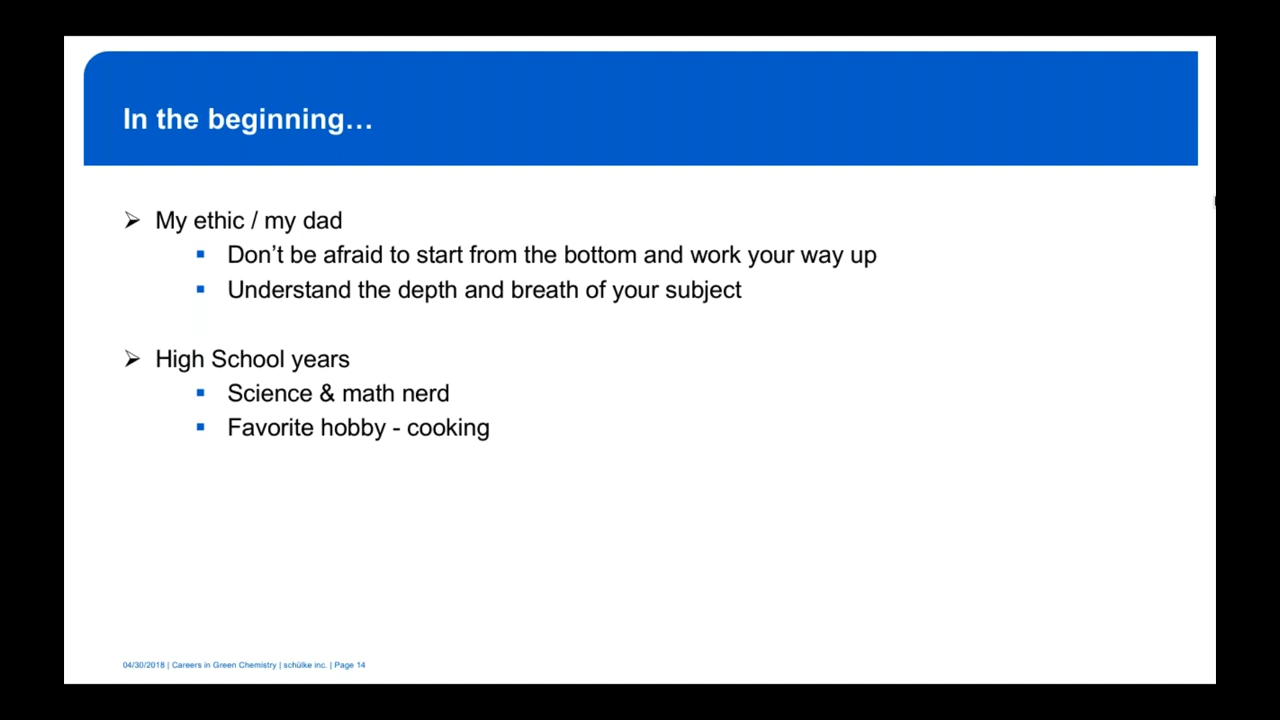 In the beginning…
➢ My ethic / my dad
▪ Don’t be afraid to start from the bottom and work your way up
▪ Understand the depth and breath of your subject
➢ High School years
▪ Science & math nerd
▪ Favorite hobby - cooking
04/30/2018 | Careers in Green Chemistry | schülke inc. | Page 14